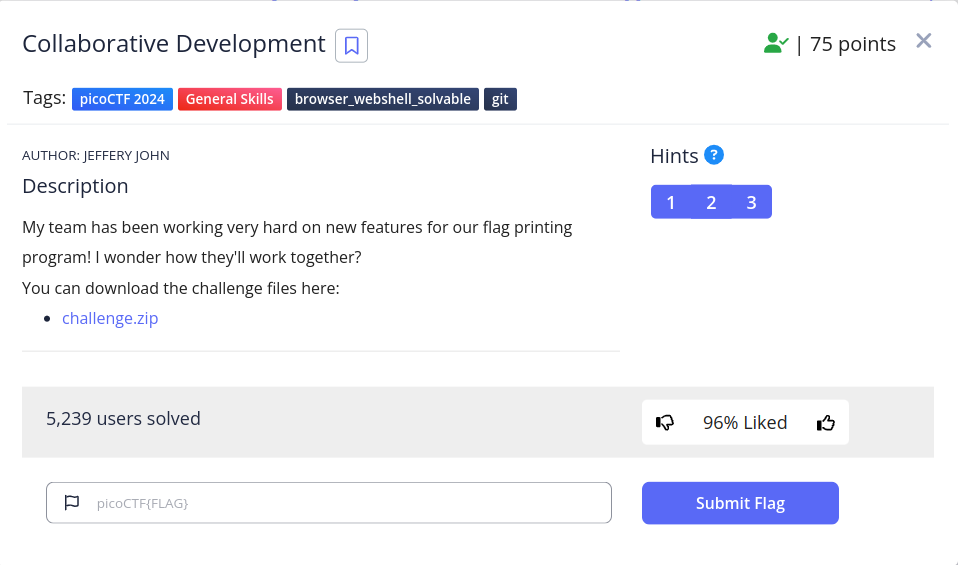 Collaborative Development
| 75 points
Tags: picoCTF 2024 General Skills browser_webshell_solvable git
AUTHOR: JEFFERY JOHN
Description
My team has been working very hard on new features for our flag printing
program! I wonder how they'll work together?
You can download the challenge files here:
• challenge.zip
Hints ?
1 2 3
5,239 users solved
96% Liked
picoCTF{FLAG}
Submit Flag